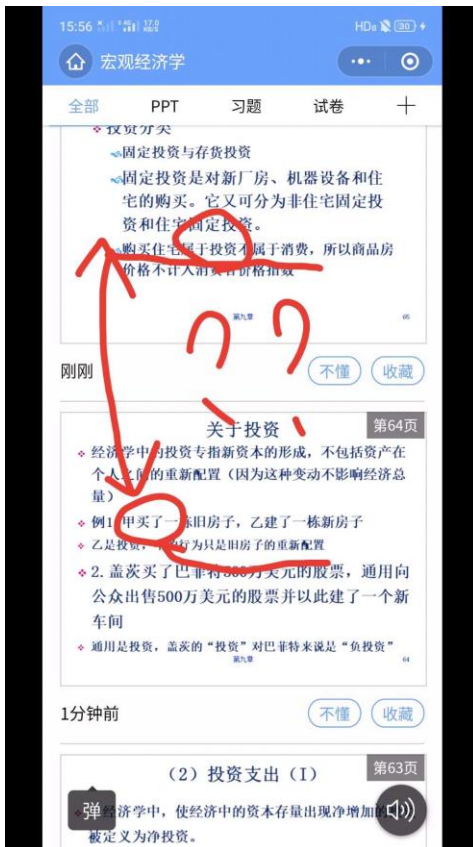 15:56
HD
30
宏观经济学
全部 PPT 习题 试卷
投资分类
固定投资与存货投资
固定投资是对新厂房、机器设备和住
宅的购买。它又可分为非住宅固定投
资和住宅固定投资。
购买住宅属于投资不属于消费，所以商品房
价格不计入消费者价格指数
第九章
65
??
刚刚
不懂
收藏
关于投资
第64页
经济学中的投资专指新资本的形成，不包括资产在
个人之间的重新配置（因为这种变动不影响经济总
量）
例1.甲买了一栋旧房子，乙建了一栋新房子
乙是投资，行为只是旧房子的重新配置
2. 盖茨买了巴菲特500万美元的股票，通用向
公众出售500万美元的股票并以此建了一个新
车间
通用是投资，盖茨的“投资”对巴菲特来说是“负投资”
第九章
64
1分钟前
不懂
收藏
（2）投资支出（I）
第63页
弹
经济学中，使经济中的资本存量出现净增加的
被定义为净投资。